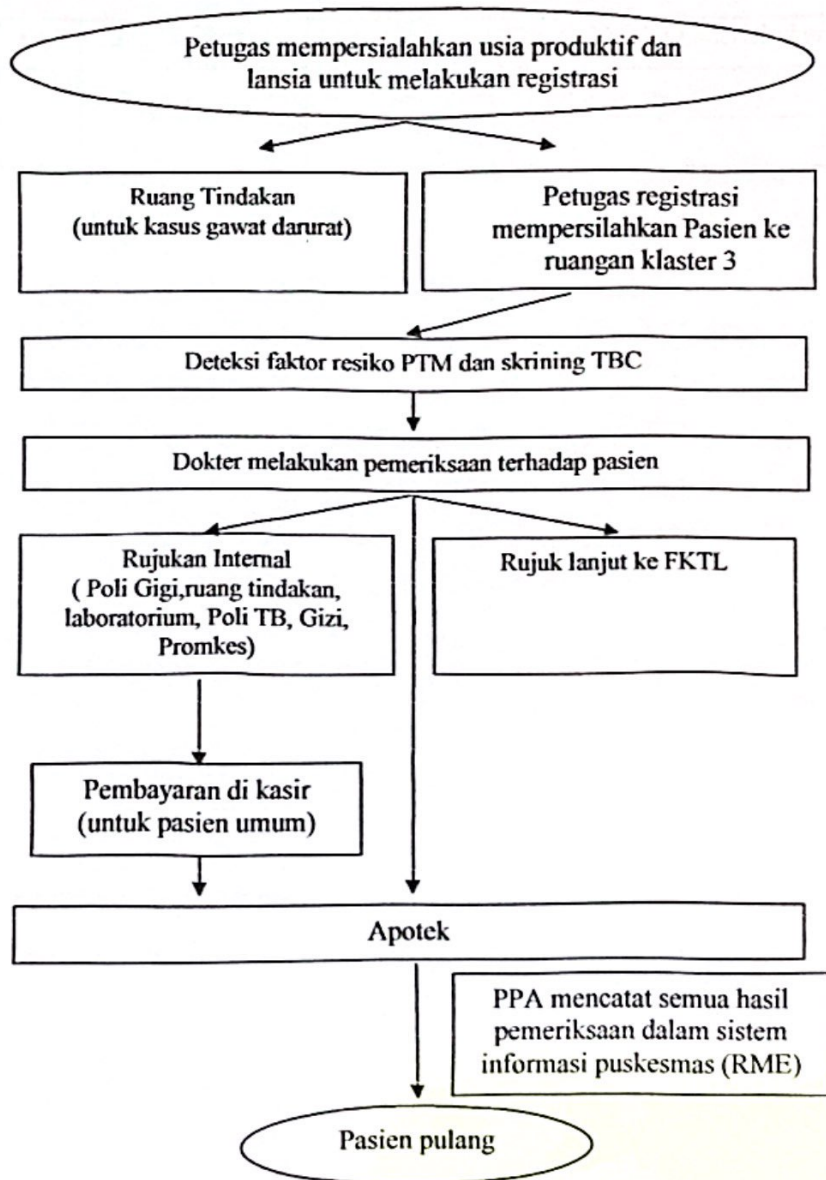 Petugas mempersialahkan usia produktif dan
lansia untuk melakukan registrasi
Ruang Tindakan
(untuk kasus gawat darurat)
Petugas registrasi
mempersilahkan Pasien ke
ruangan klaster 3
Deteksi faktor resiko PTM dan skrining TBC
Dokter melakukan pemeriksaan terhadap pasien
Rujukan Internal
( Poli Gigi,ruang tindakan,
laboratorium, Poli TB, Gizi,
Promkes)
Rujuk lanjut ke FKTL
Pembayaran di kasir
(untuk pasien umum)
Apotek
PPA mencatat semua hasil
pemeriksaan dalam sistem
informasi puskesmas (RME)
Pasien pulang